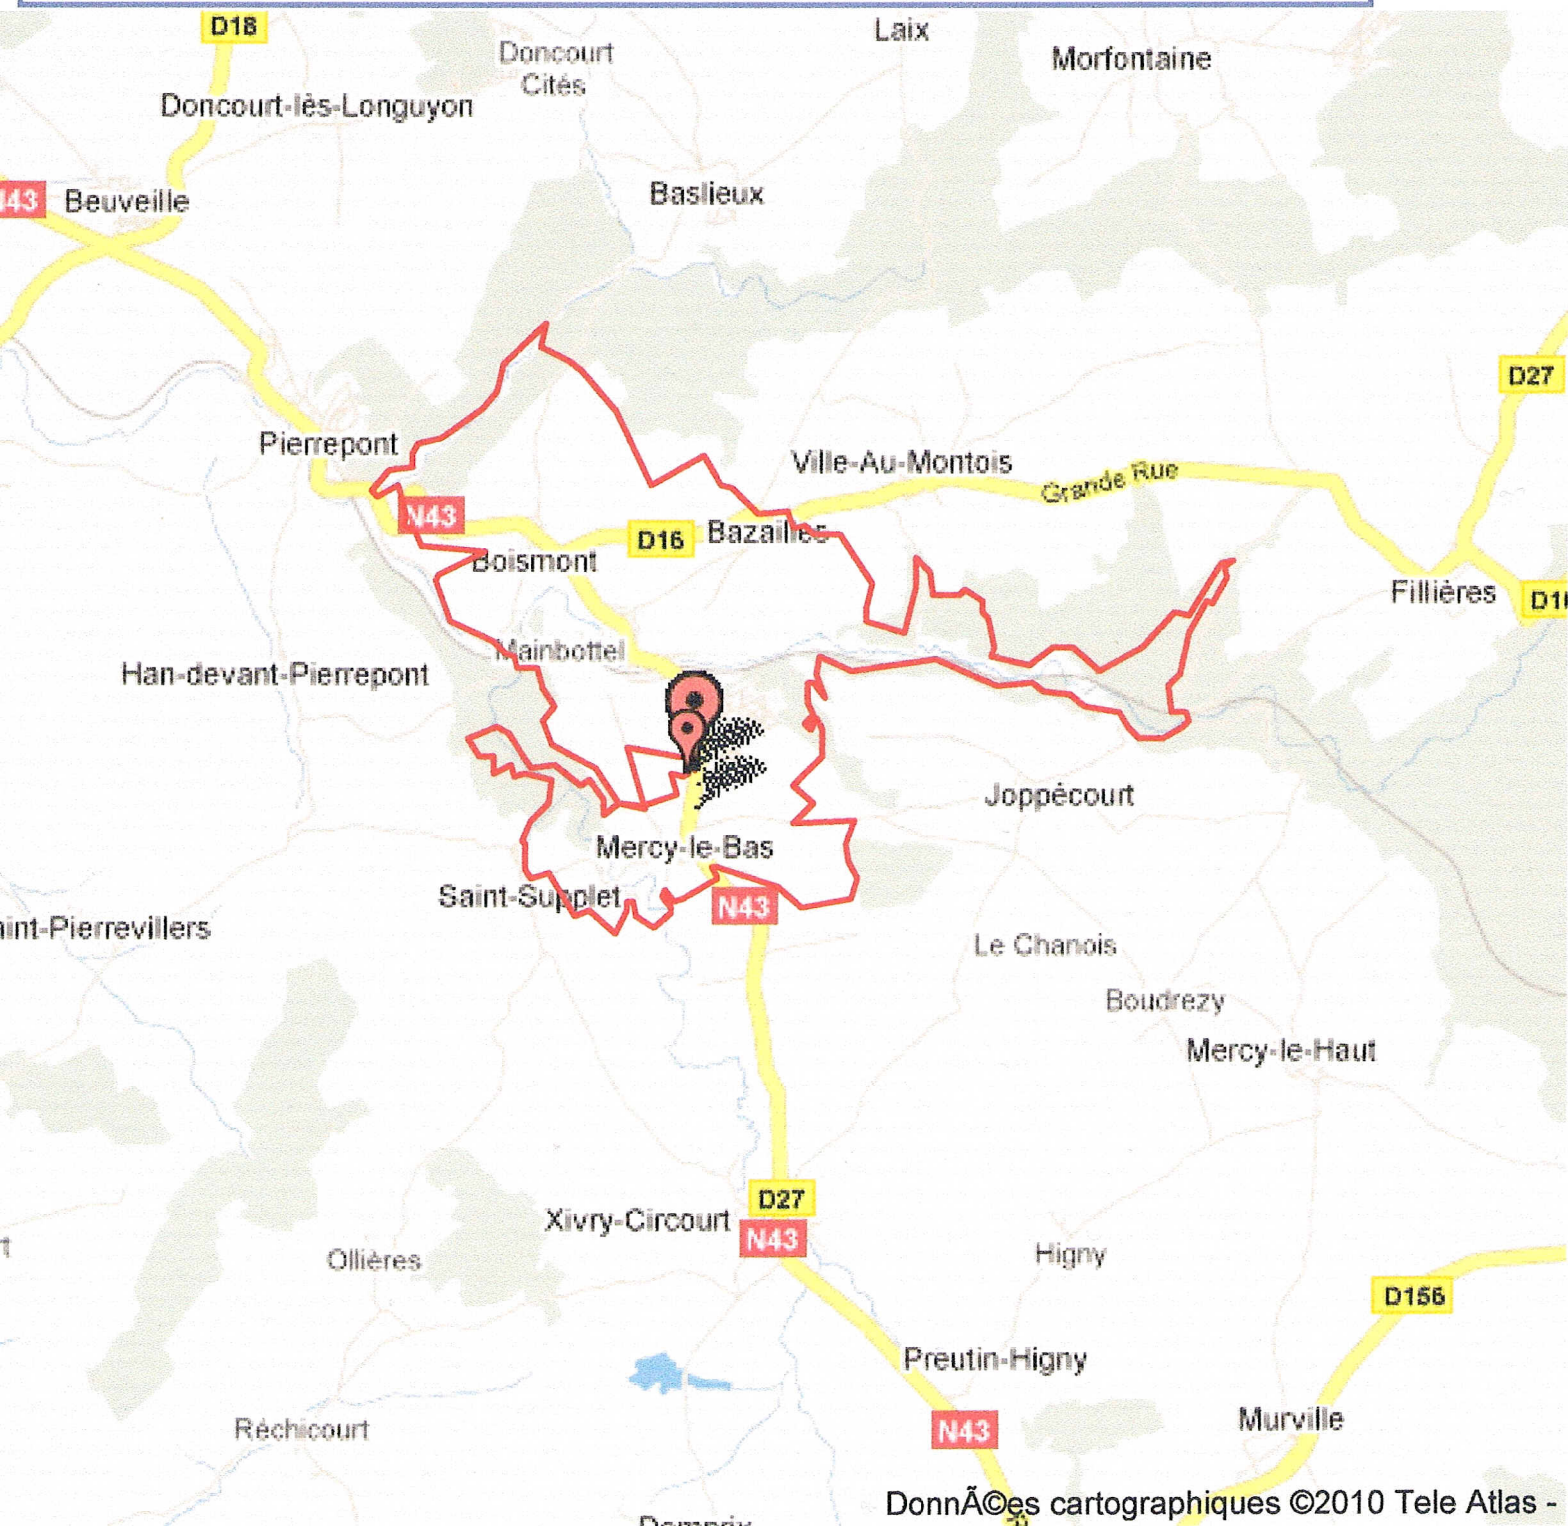 D18
Laix
Doncourt
Cités
Morfontaine
Doncourt-lès-Longuyon
Baslieux
N43
Beuveille
D27
Pierrepont
Ville-Au-Montois
Grande Rue
N43
D16
Bazailles
Boismont
Fillières
Mainbottel
Han-devant-Pierrepont
Joppécourt
Mercy-le-Bas
Saint-Supplet
N43
int-Pierrevillers
Le Chanois
Boudrezy
Mercy-le-Haut
D27
Xivry-Circourt
N43
Higny
Ollières
D156
Preutin-Higny
Murville
Réchicourt
N43
DonnÃ©es cartographiques ©2010 Tele Atlas -